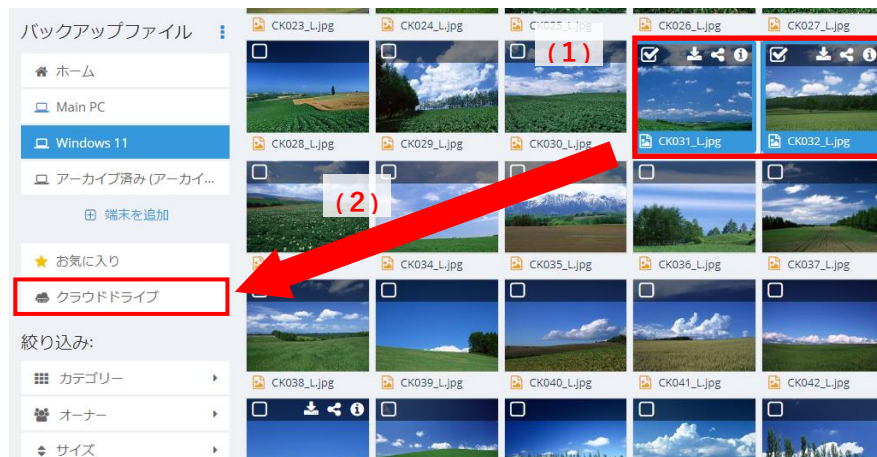 バックアップファイル
ホーム
Main PC
Windows 11
アーカイブ済み (アーカイ...
端末を追加
お気に入り
クラウドドライブ
絞り込み:
カテゴリー
オーナー
サイズ
CK023_L.jpg
CK024_L.jpg
CK025_L.jpg
CK026_L.jpg
CK027_L.jpg
(1)
CK028_L.jpg
CK029_L.jpg
CK030_L.jpg
CK031_L.jpg
CK032_L.jpg
(2)
CK034_L.jpg
CK035_L.jpg
CK036_L.jpg
CK037_L.jpg
CK038_L.jpg
CK039_L.jpg
CK040_L.jpg
CK041_L.jpg
CK042_L.jpg